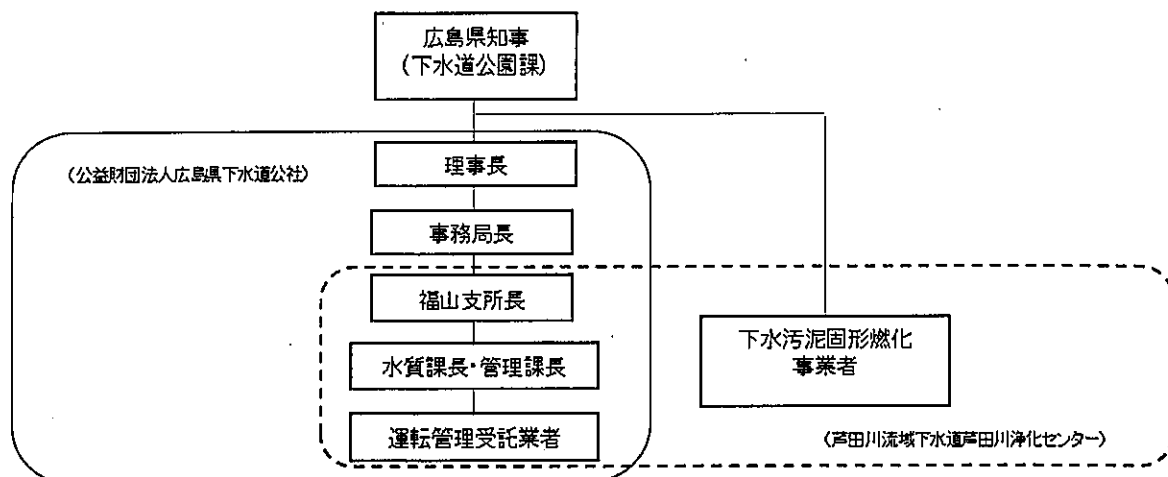 広島県知事
(下水道公園課)
(公益財団法人広島県下水道公社)
理事長
事務局長
福山支所長
水質課長・管理課長
運転管理受託業者
下水汚泥固形燃化
事業者
(芦田川流域下水道芦田川浄化センター)